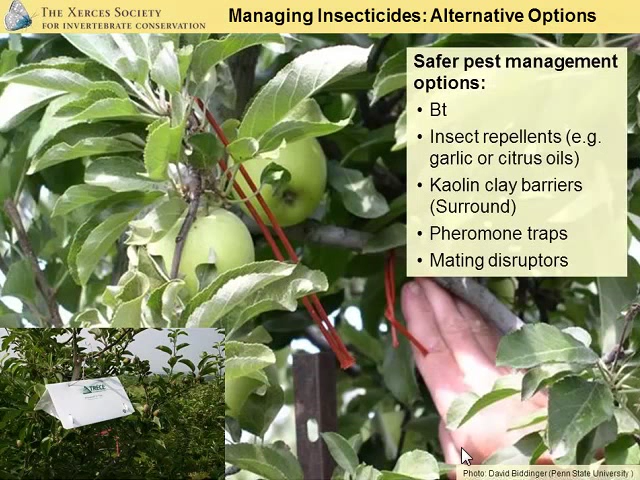 THE XERCES SOCIETY
FOR INVERTEBRATE CONSERVATION
Managing Insecticides: Alternative Options
Safer pest management
options:
• Bt
• Insect repellents (e.g.
garlic or citrus oils)
• Kaolin clay barriers
(Surround)
• Pheromone traps
• Mating disruptors
TRÉCÉ
Photo: David Biddinger (Penn State University )